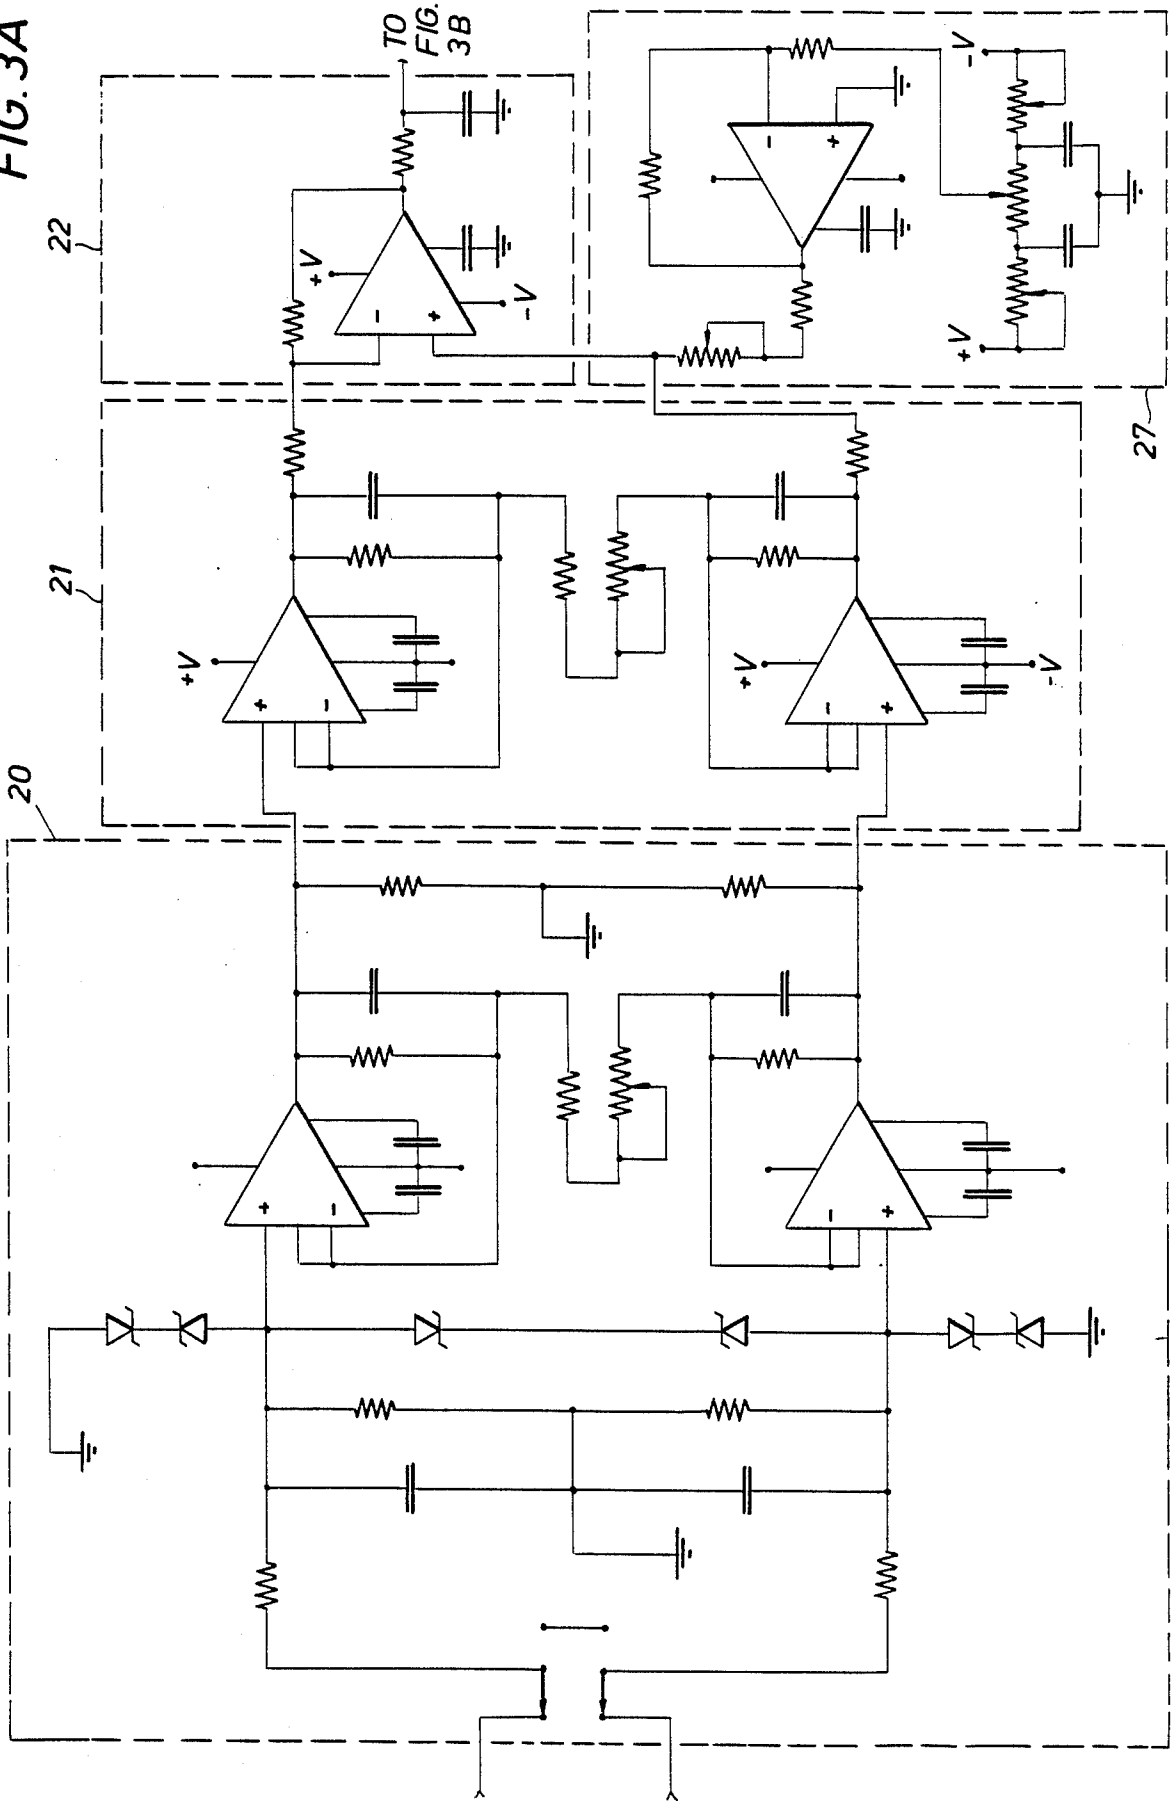 FIG. 3A
TO
FIG.
3B
22
+V
-V
-
+
-
+
-V
+V
27
21
+V
+
-
+V
-
+
-V
20
+
-
-
+